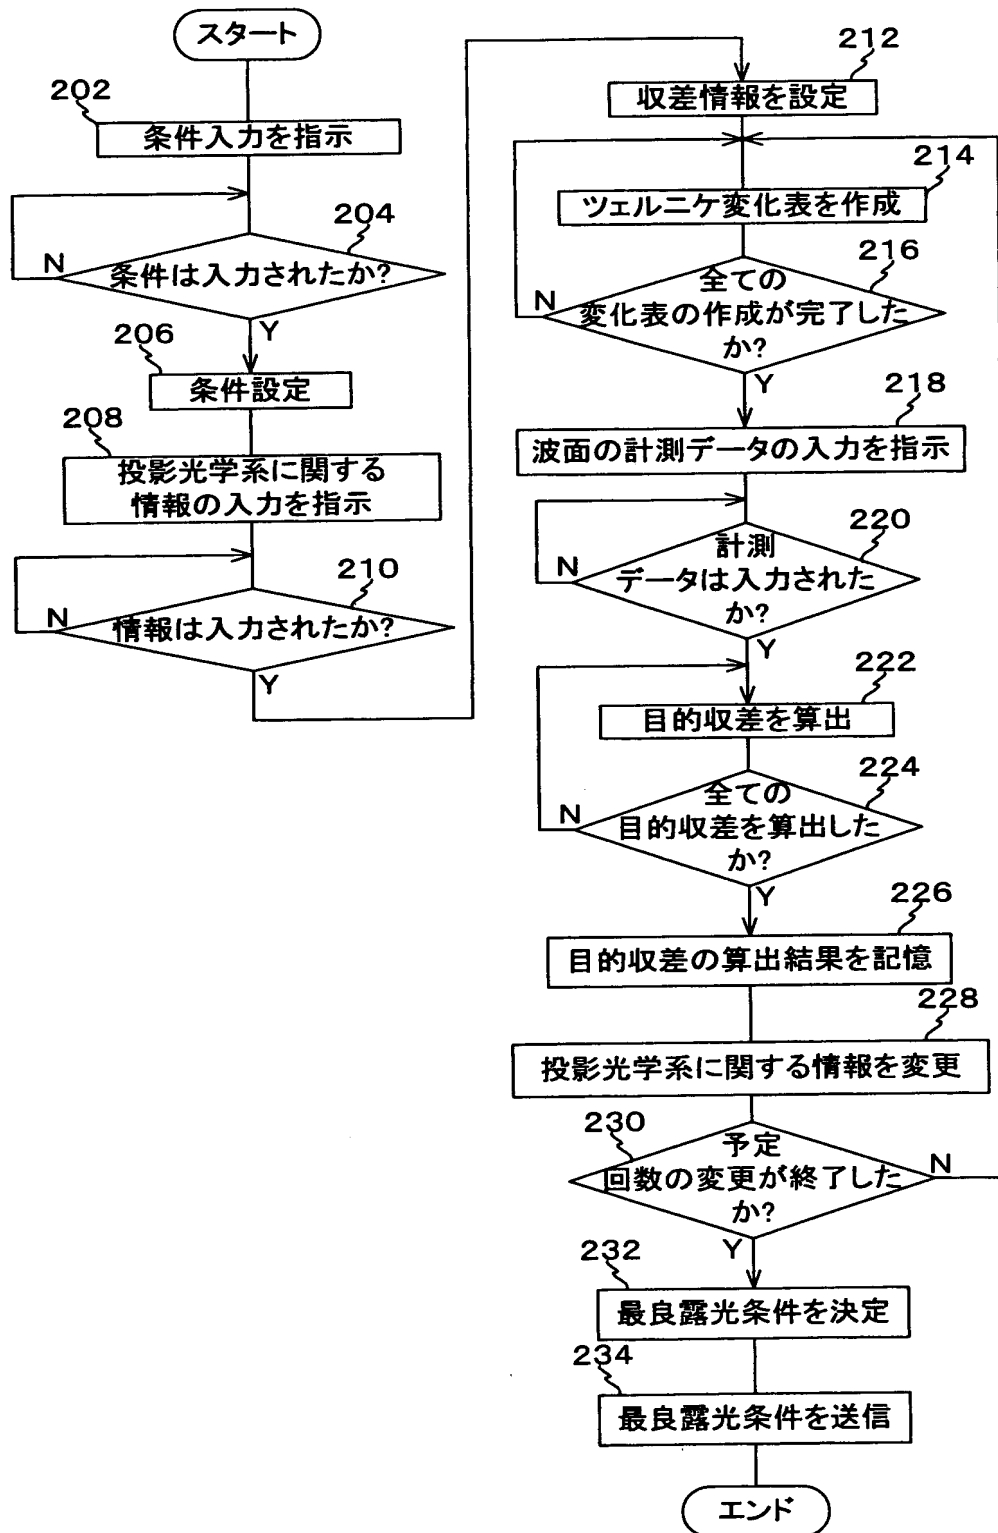 スタート
202
条件入力を指示
204
条件は入力されたか?
N
Y
206
条件設定
208
投影光学系に関する
情報の入力を指示
210
情報は入力されたか?
N
Y
212
収差情報を設定
214
ツェルニケ変化表を作成
216
全ての
変化表の作成が完了した
か?
N
Y
218
波面の計測データの入力を指示
220
計測
データは入力された
か?
N
Y
222
目的収差を算出
224
全ての
目的収差を算出した
か?
N
Y
226
目的収差の算出結果を記憶
228
投影光学系に関する情報を変更
230
予定
回数の変更が終了した
か?
N
Y
232
最良露光条件を決定
234
最良露光条件を送信
エンド